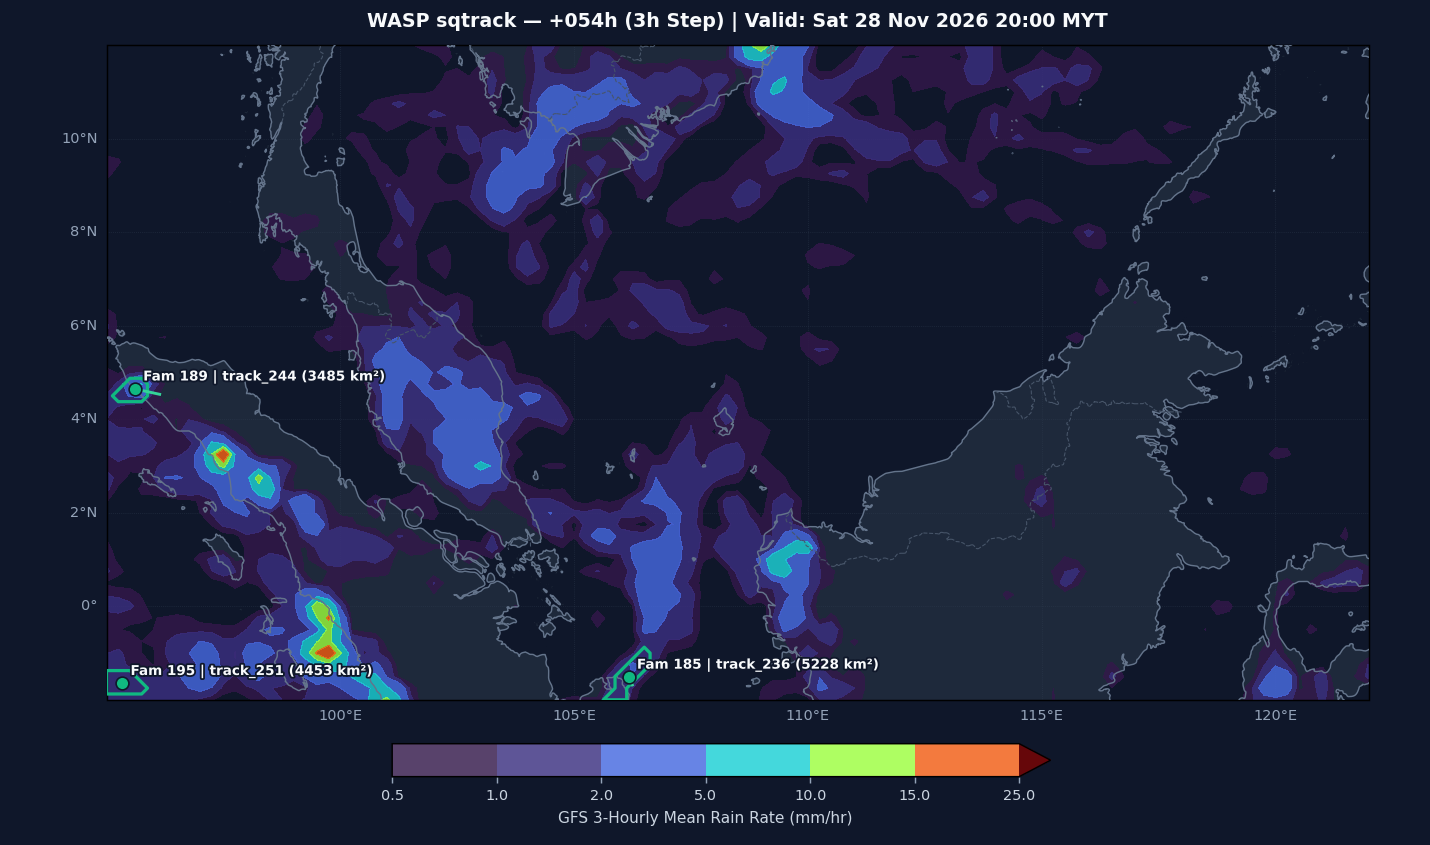 WASP sqtrack — +054h (3h Step) | Valid: Sat 28 Nov 2026 20:00 MYT
10°N
8°N
6°N
Fam 189 | track_244 (3485 km²)
4°N
2°N
0°
Fam 195 | track_251 (4453 km²)
Fam 185 | track_236 (5228 km²)
100°E 105°E 110°E 115°E 120°E
0.5 1.0 2.0 5.0 10.0 15.0 25.0
GFS 3-Hourly Mean Rain Rate (mm/hr)